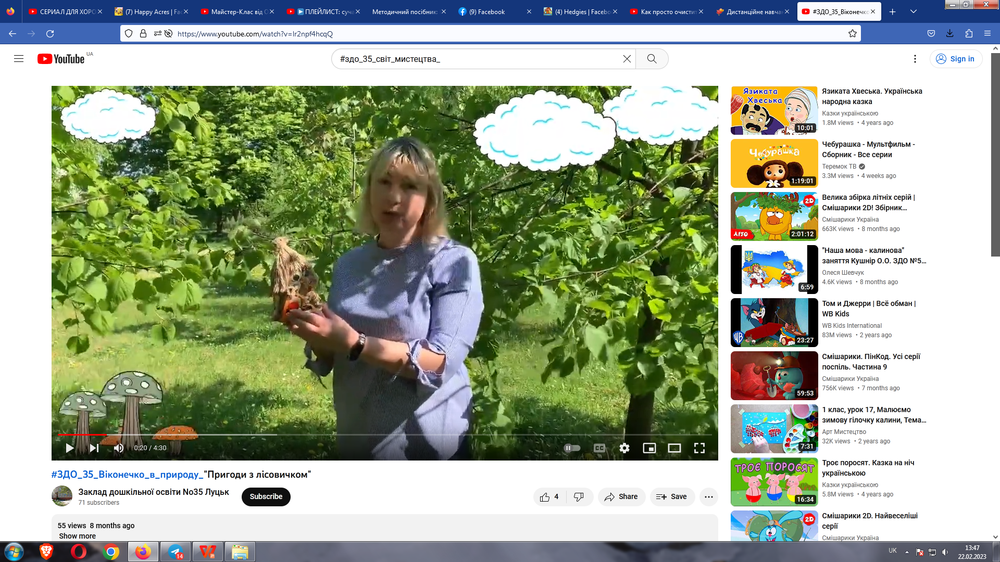 СЕРИАЛ ДЛЯ ХОРО
(7) Happy Acres | Fac
Майстер-Клас від О
ПЛЕЙЛИСТ: суча
Методичний посібник:
(9) Facebook
(4) Hedgies | Facebo
Как просто очистит
Дистанційне навчан
#ЗДО_35_Віконечко
https://www.youtube.com/watch?v=lr2npf4hcqQ
YouTube UA
#здо_35_світ_мистецтва_
Sign in
0:20 / 4:30
#ЗДО_35_Віконечко_в_природу_"Пригоди з лісовичком"
Заклад дошкільної освіти No35 Луцьк
71 subscribers
Subscribe
4
Share
Save
55 views 8 months ago
Show more
Язиката
Хвеська
10:01
Язиката Хвеська. Українська
народна казка
Казки українською
1.8M views • 4 years ago
Чебурашка
1:19:01
Чебурашка - Мультфильм -
Сборник - Все серии
Теремок ТВ
3.3M views • 4 weeks ago
2D
ЛІТО
2:01:12
Велика збірка літніх серій |
Смішарики 2D! Збірник...
Смішарики Україна
663K views • 8 months ago
6:59
"Наша мова - калинова"
заняття Кушнір О.О. ЗДО №5...
Олеся Шевчук
4.6K views • 8 months ago
WB
23:27
Том и Джерри | Всё обман |
WB Kids
WB Kids International
83M views • 2 years ago
59:53
Смішарики. ПінКод. Усі серії
поспіль. Частина 9
Смішарики Україна
756K views • 7 months ago
7:31
1 клас, урок 17, Малюємо
зимову гілочку калини, Тема...
Арт Мистецтво
32K views • 2 years ago
ТРОЄ ПОРОСЯТ
16:34
Троє поросят. Казка на ніч
українською
Казки українською
5.8M views • 4 years ago
2D
Смішарики 2D. Найвеселіші
серії
Смішарики Україна
14
UK
13:47
22.02.2023